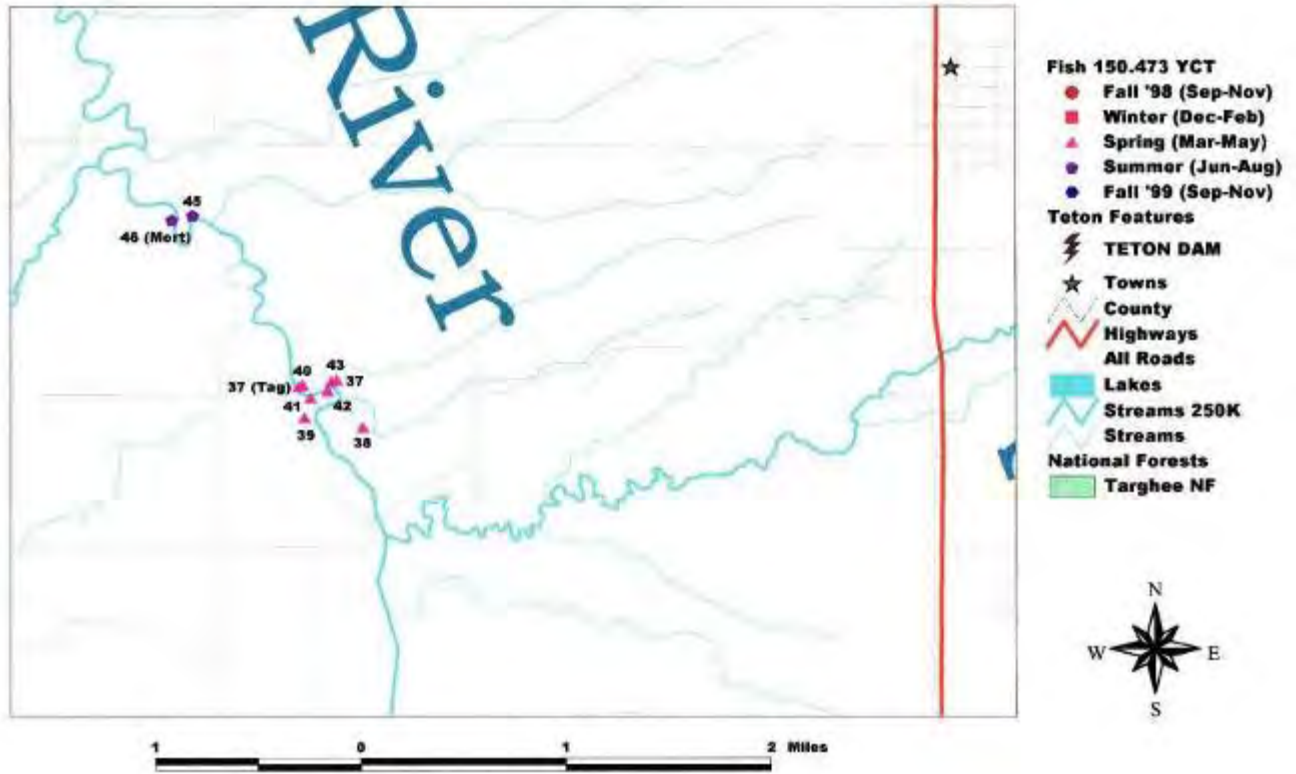 River
45
46 (Mort)
40
43
37 (Tag)
37
41
42
39
38
Fish 150.473 YCT
Fall '98 (Sep-Nov)
Winter (Dec-Feb)
Spring (Mar-May)
Summer (Jun-Aug)
Fall '99 (Sep-Nov)
Teton Features
TETON DAM
Towns
County
Highways
All Roads
Lakes
Streams 250K
Streams
National Forests
Targhee NF
N
W
E
S
1
0
1
2 Miles